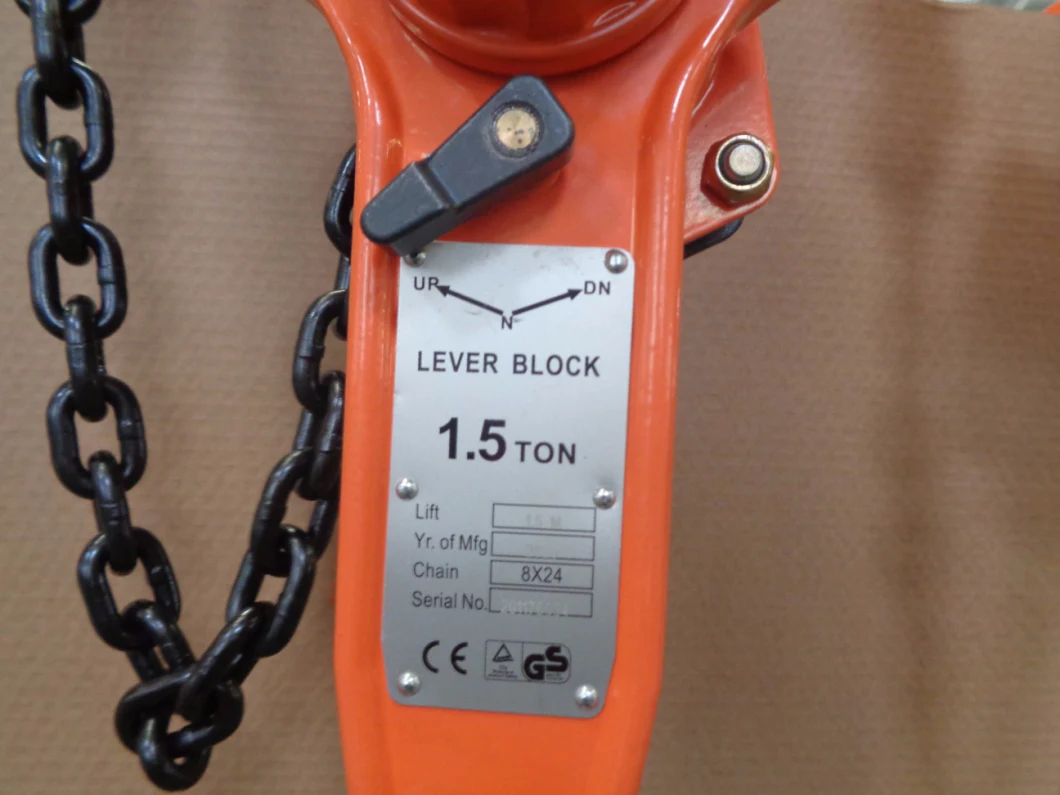 UP DN
N
LEVER BLOCK
1.5 TON
Lift
Yr. of Mfg
Chain 8X24
Serial No.
CE GS